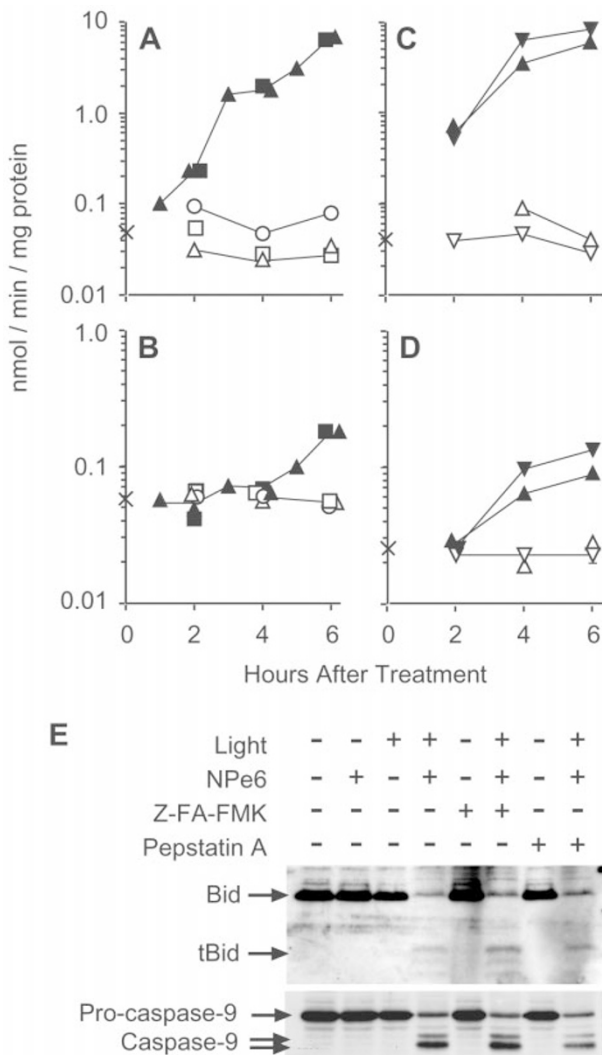 A
C
nmol / min / mg protein
10
1.0
0.1
0.01
B
D
1.0
0.1
0.01
0 2 4 6 0 2 4 6
Hours After Treatment
E
Light - - + + - + - +
NPe6 - + - + - + - +
Z-FA-FMK - - - - + + - -
Pepstatin A - - - - - - + +
Bid
tBid
Pro-caspase-9
Caspase-9